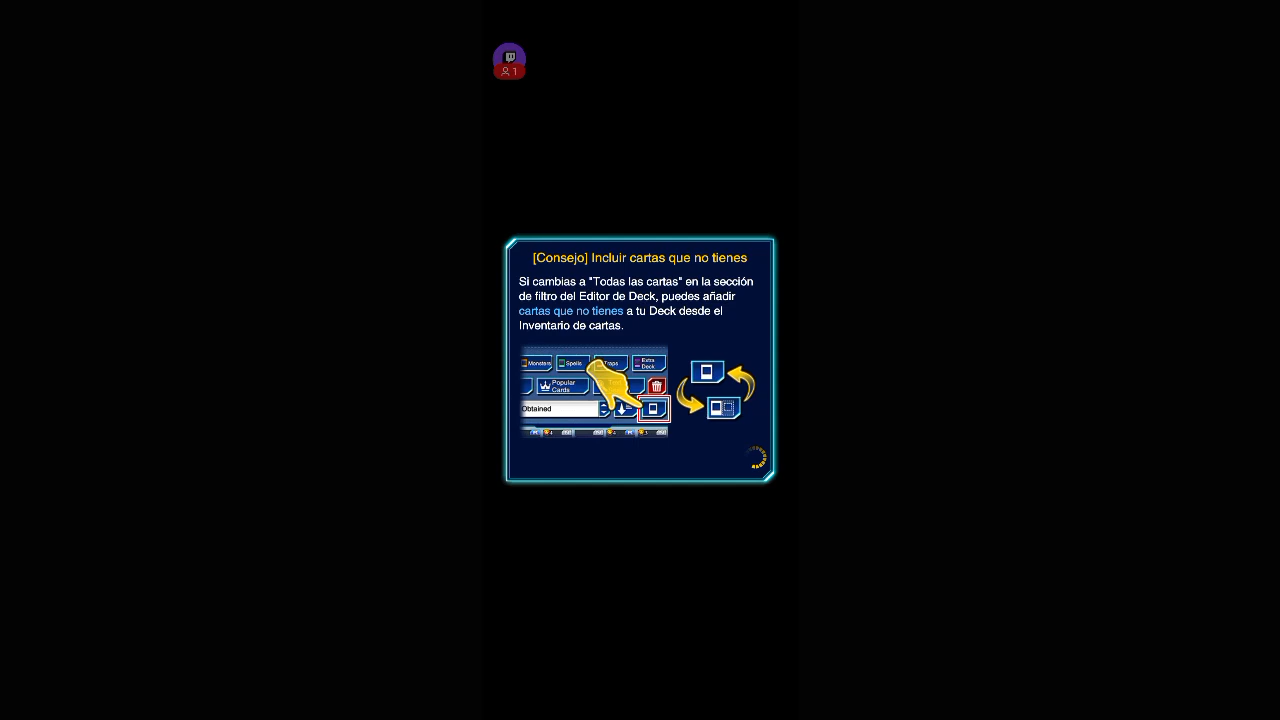 1
[Consejo] Incluir cartas que no tienes
Si cambias a "Todas las cartas" en la sección
de filtro del Editor de Deck, puedes añadir
cartas que no tienes a tu Deck desde el
Inventario de cartas.
Monsters Spells Traps Extra Deck
Popular Cards
Obtained